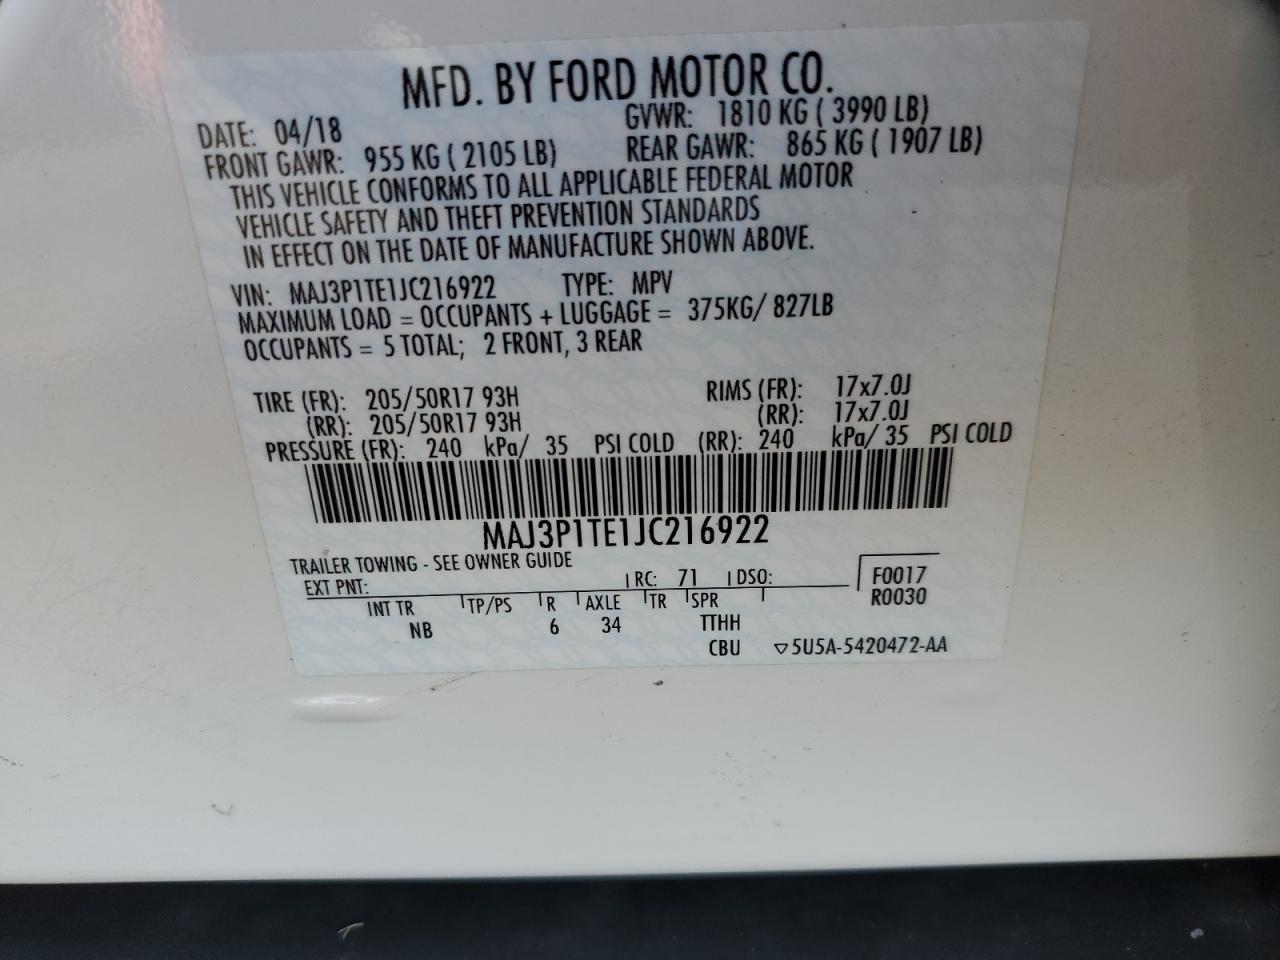 MFD. BY FORD MOTOR CO.
DATE: 04/18 GVWR: 1810 KG ( 3990 LB)
FRONT GAWR: 955 KG ( 2105 LB) REAR GAWR: 865 KG ( 1907 LB)
THIS VEHICLE CONFORMS TO ALL APPLICABLE FEDERAL MOTOR
VEHICLE SAFETY AND THEFT PREVENTION STANDARDS
IN EFFECT ON THE DATE OF MANUFACTURE SHOWN ABOVE.
VIN: MAJ3P1TE1JC216922 TYPE: MPV
MAXIMUM LOAD = OCCUPANTS + LUGGAGE = 375KG/ 827LB
OCCUPANTS = 5 TOTAL; 2 FRONT, 3 REAR
TIRE (FR): 205/50R17 93H RIMS (FR): 17x7.0J
(RR): 205/50R17 93H (RR): 17x7.0J
PRESSURE (FR): 240 kPa/ 35 PSI COLD (RR): 240 kPa/ 35 PSI COLD
MAJ3P1TE1JC216922
TRAILER TOWING - SEE OWNER GUIDE
EXT PNT: RC: 71 DSO: F0017
INT TR TP/PS R AXLE TR SPR R0030
NB 6 34 TTHH
CBU ▽5U5A-5420472-AA